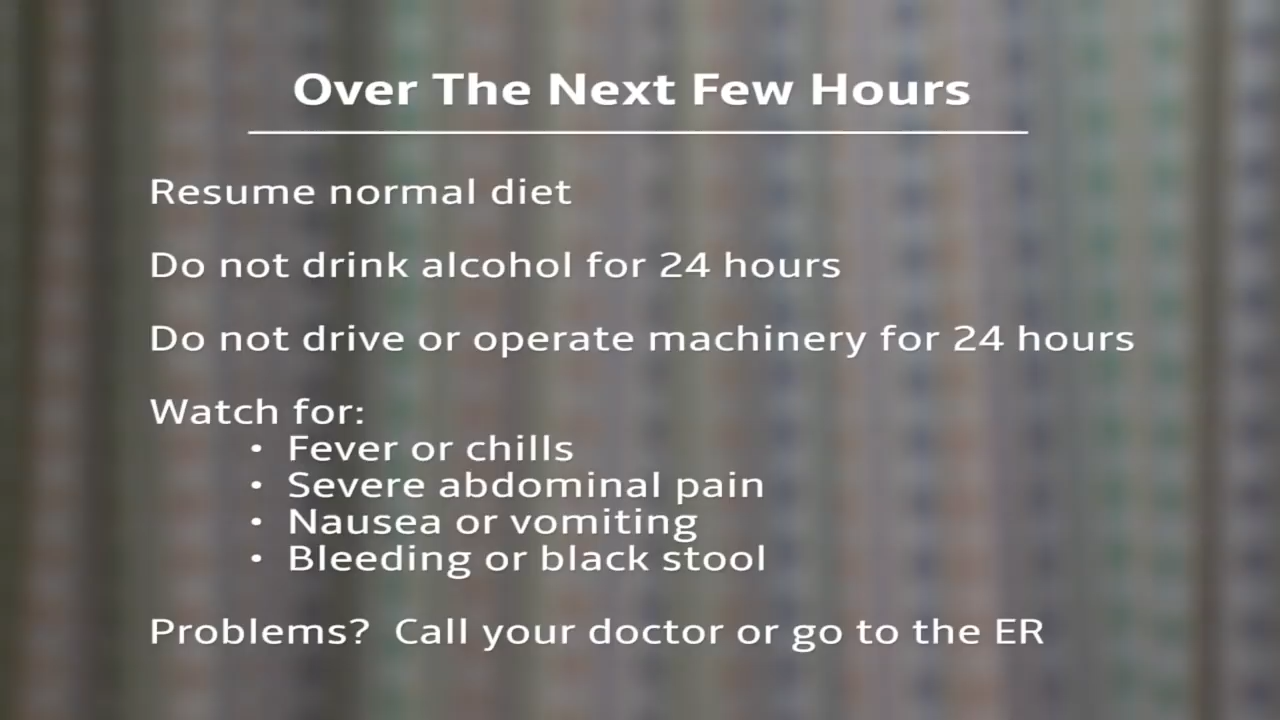 Over The Next Few Hours
Resume normal diet
Do not drink alcohol for 24 hours
Do not drive or operate machinery for 24 hours
Watch for:
• Fever or chills
• Severe abdominal pain
• Nausea or vomiting
• Bleeding or black stool
Problems? Call your doctor or go to the ER